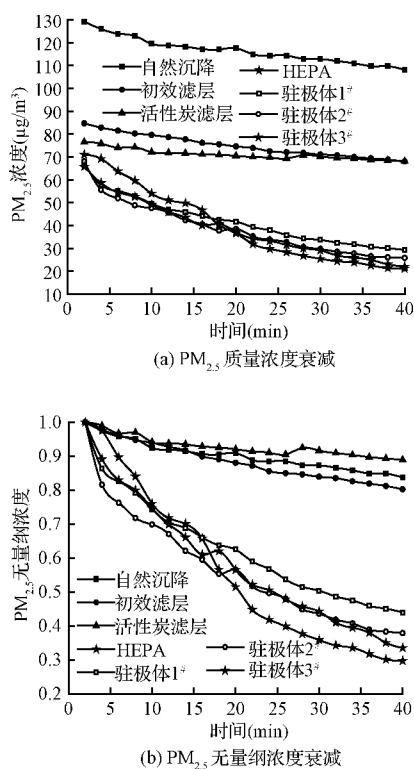 130
120
110
100
90
80
70
60
50
40
30
20
10
PM2.5浓度(μg/m³)
自然沉降
初效滤层
活性炭滤层
HEPA
驻极体1#
驻极体2#
驻极体3#
0 5 10 15 20 25 30 35 40
时间(min)
(a) PM2.5质量浓度衰减
1.0
0.9
0.8
0.7
0.6
0.5
0.4
0.3
0.2
PM2.5无量纲浓度
自然沉降
初效滤层
活性炭滤层
HEPA
驻极体1#
驻极体2#
驻极体3#
0 5 10 15 20 25 30 35 40
时间(min)
(b) PM2.5无量纲浓度衰减